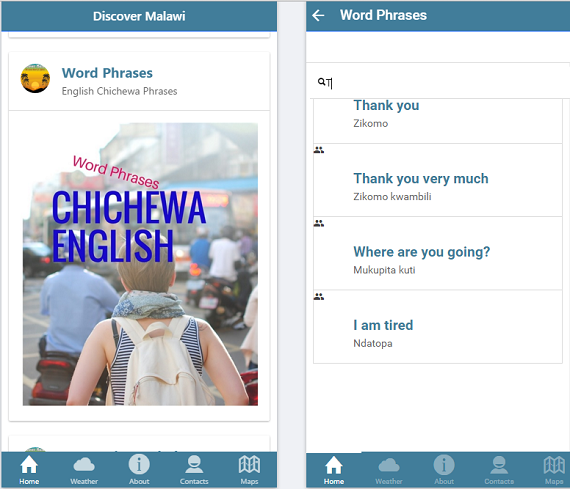 Discover Malawi
Word Phrases
English Chichewa Phrases
Word Phrases
CHICHEWA
ENGLISH
Home Weather About Contacts Maps
Word Phrases
T
Thank you
Zikomo
Thank you very much
Zikomo kwambili
Where are you going?
Mukupita kuti
I am tired
Ndatopa
Home Weather About Contacts Maps